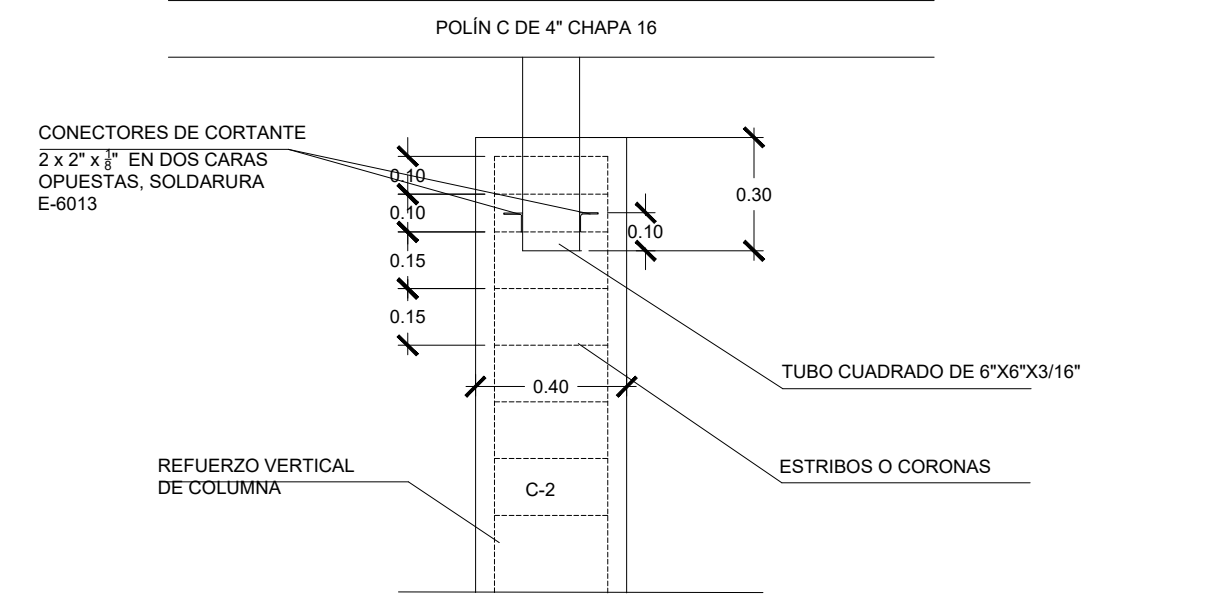 POLÍN C DE 4" CHAPA 16
CONECTORES DE CORTANTE
2 x 2" x 1/8" EN DOS CARAS
OPUESTAS, SOLDARURA
E-6013
0.10
0.10
0.15
0.15
0.10
0.30
0.40
TUBO CUADRADO DE 6"X6"X3/16"
REFUERZO VERTICAL
DE COLUMNA
ESTRIBOS O CORONAS
C-2